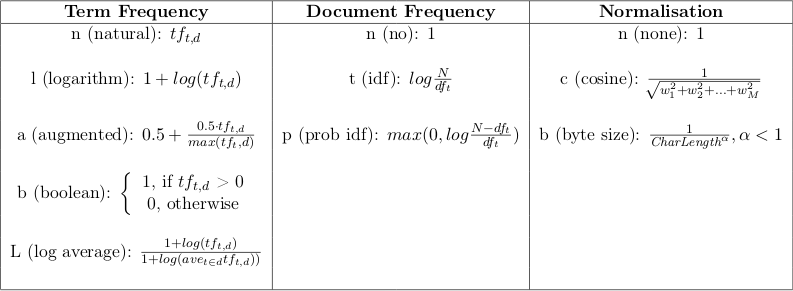 Term Frequency Document Frequency Normalisation
n (natural): $tf_{t,d}$ n (no): 1 n (none): 1
l (logarithm): $1 + log(tf_{t,d})$ t (idf): $log\frac{N}{df_t}$ c (cosine): $\frac{1}{\sqrt{w_1^2+w_2^2+...+w_M^2}}$
a (augmented): $0.5 + \frac{0.5 \cdot tf_{t,d}}{max(tf_t,d)}$ p (prob idf): $max(0, log\frac{N-df_t}{df_t})$ b (byte size): $\frac{1}{CharLength^\alpha}, \alpha < 1$
b (boolean): $\begin{cases} 1, \text{ if } tf_{t,d} > 0 \\ 0, \text{ otherwise} \end{cases}$
L (log average): $\frac{1+log(tf_{t,d})}{1+log(ave_{t \in d}tf_{t,d}))}$